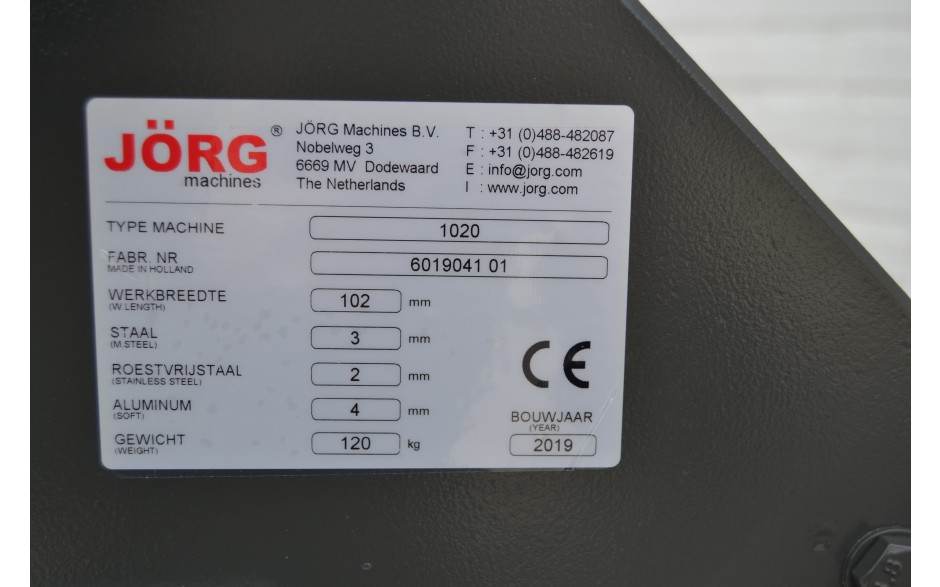 JÖRG ®
machines
JÖRG Machines B.V.
Nobelweg 3
6669 MV Dodewaard
The Netherlands
T : +31 (0)488-482087
F : +31 (0)488-482619
E : info@jorg.com
I : www.jorg.com
TYPE MACHINE 1020
FABR. NR 6019041 01
MADE IN HOLLAND
WERKBREEDTE 102 mm
(W.LENGTH)
STAAL 3 mm
(M.STEEL)
ROESTVRIJSTAAL 2 mm
(STAINLESS STEEL)
ALUMINUM 4 mm
(SOFT)
GEWICHT 120 kg
(WEIGHT)
CE
BOUWJAAR
(YEAR)
2019